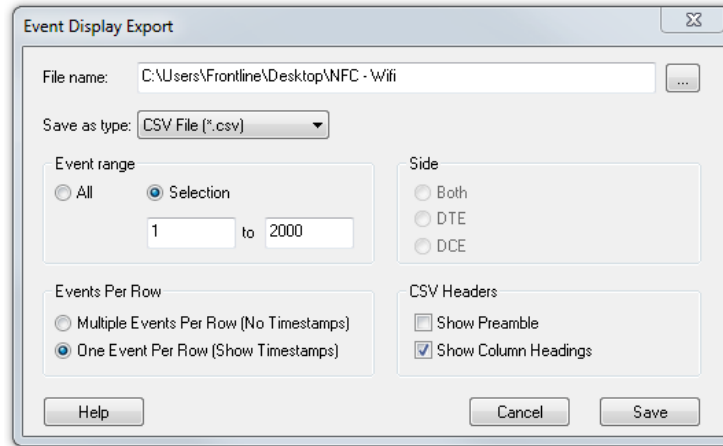 Event Display Export
File name: C:\Users\Frontline\Desktop\NFC - Wifi ...
Save as type: CSV File (*.csv)
Event range
All Selection
1 to 2000
Side
Both
DTE
DCE
Events Per Row
Multiple Events Per Row (No Timestamps)
One Event Per Row (Show Timestamps)
CSV Headers
Show Preamble
Show Column Headings
Help Cancel Save